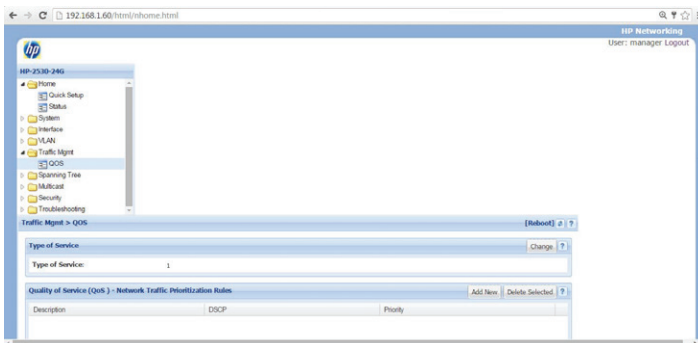 192.168.1.60/html/nhome.html
HP Networking
User: manager Logout
hp
HP-2530-24G
Home
Quick Setup
Status
System
Interface
VLAN
Traffic Mgmt
QOS
Spanning Tree
Multicast
Security
Troubleshooting
Traffic Mgmt > QOS [Reboot] ?
Type of Service Change ?
Type of Service: 1
Quality of Service (QoS ) - Network Traffic Prioritization Rules Add New Delete Selected ?
Description DSCP Priority